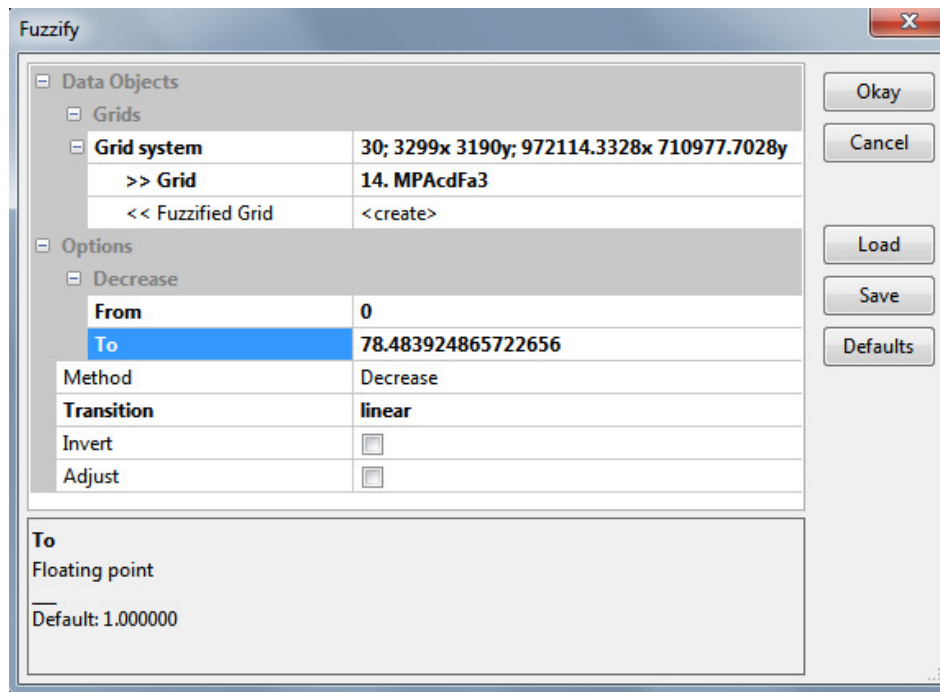 Fuzzify
Data Objects
Grids
Grid system 30; 3299x 3190y; 972114.3328x 710977.7028y
>> Grid 14. MPAcdFa3
<< Fuzzified Grid <create>
Options
Decrease
From 0
To 78.483924865722656
Method Decrease
Transition linear
Invert
Adjust
Okay
Cancel
Load
Save
Defaults
To
Floating point
Default: 1.000000